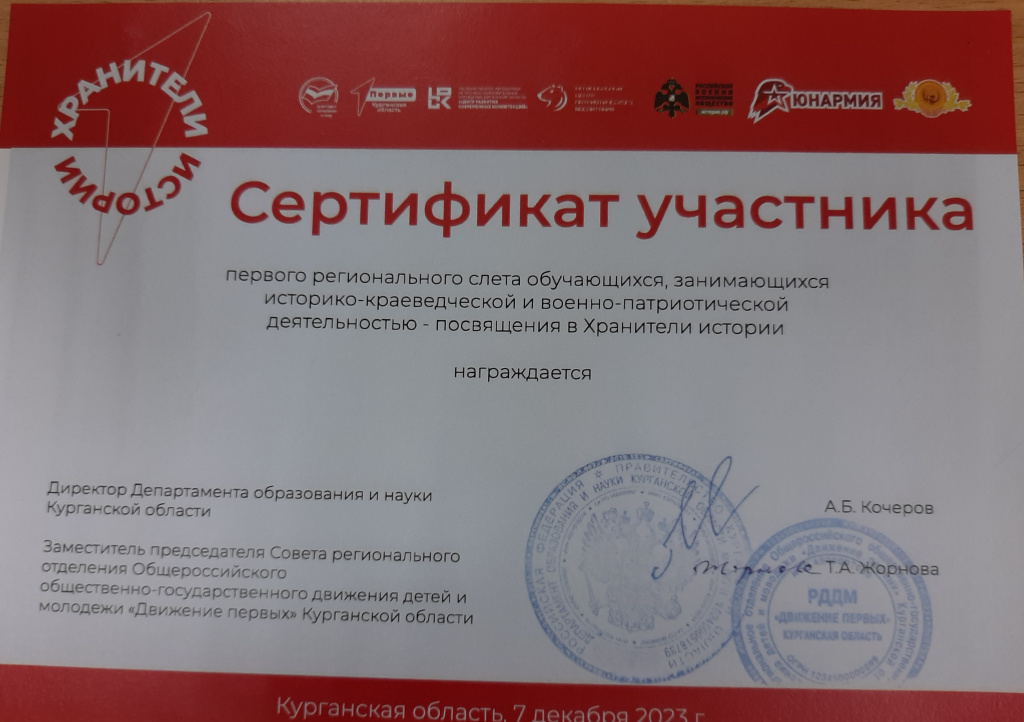 ХРАНИТЕЛИ ИСТОРИИ
Первые
Курганская область
ЮНАРМИЯ
Сертификат участника
первого регионального слета обучающихся, занимающихся
историко-краеведческой и военно-патриотической
деятельностью - посвящения в Хранители истории
награждается
Директор Департамента образования и науки
Курганской области
А.Б. Кочеров
Заместитель председателя Совета регионального
отделения Общероссийского
общественно-государственного движения детей и
молодежи «Движение первых» Курганской области
Т.А. Жорнова
РДДМ
«ДВИЖЕНИЕ ПЕРВЫХ»
КУРГАНСКАЯ ОБЛАСТЬ
Курганская область, 7 декабря 2023 г.